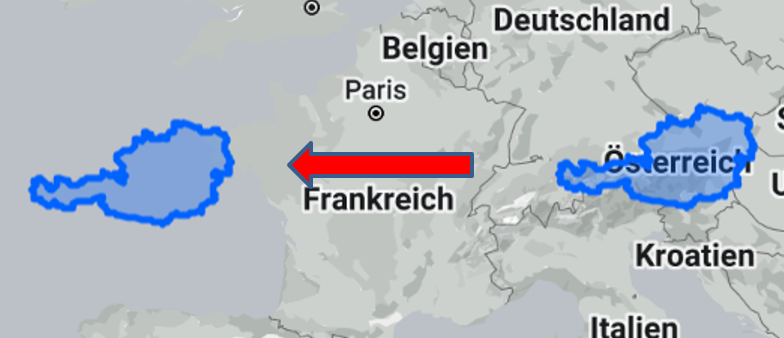 Deutschland
Belgien
Paris
Österreich
Frankreich
Kroatien
Italien